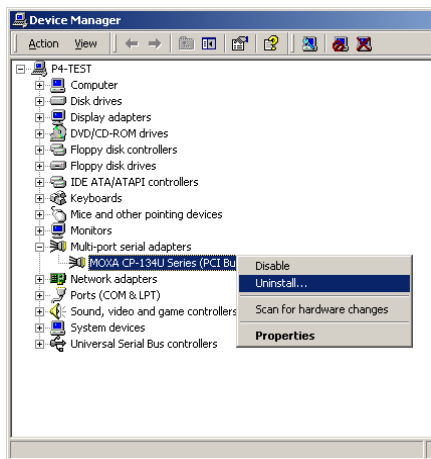 Device Manager
Action View
P4-TEST
Computer
Disk drives
Display adapters
DVD/CD-ROM drives
Floppy disk controllers
Floppy disk drives
IDE ATA/ATAPI controllers
Keyboards
Mice and other pointing devices
Monitors
Multi-port serial adapters
MOXA CP-134U Series (PCI Bu
Network adapters
Ports (COM & LPT)
Sound, video and game controllers
System devices
Universal Serial Bus controllers
Disable
Uninstall...
Scan for hardware changes
Properties